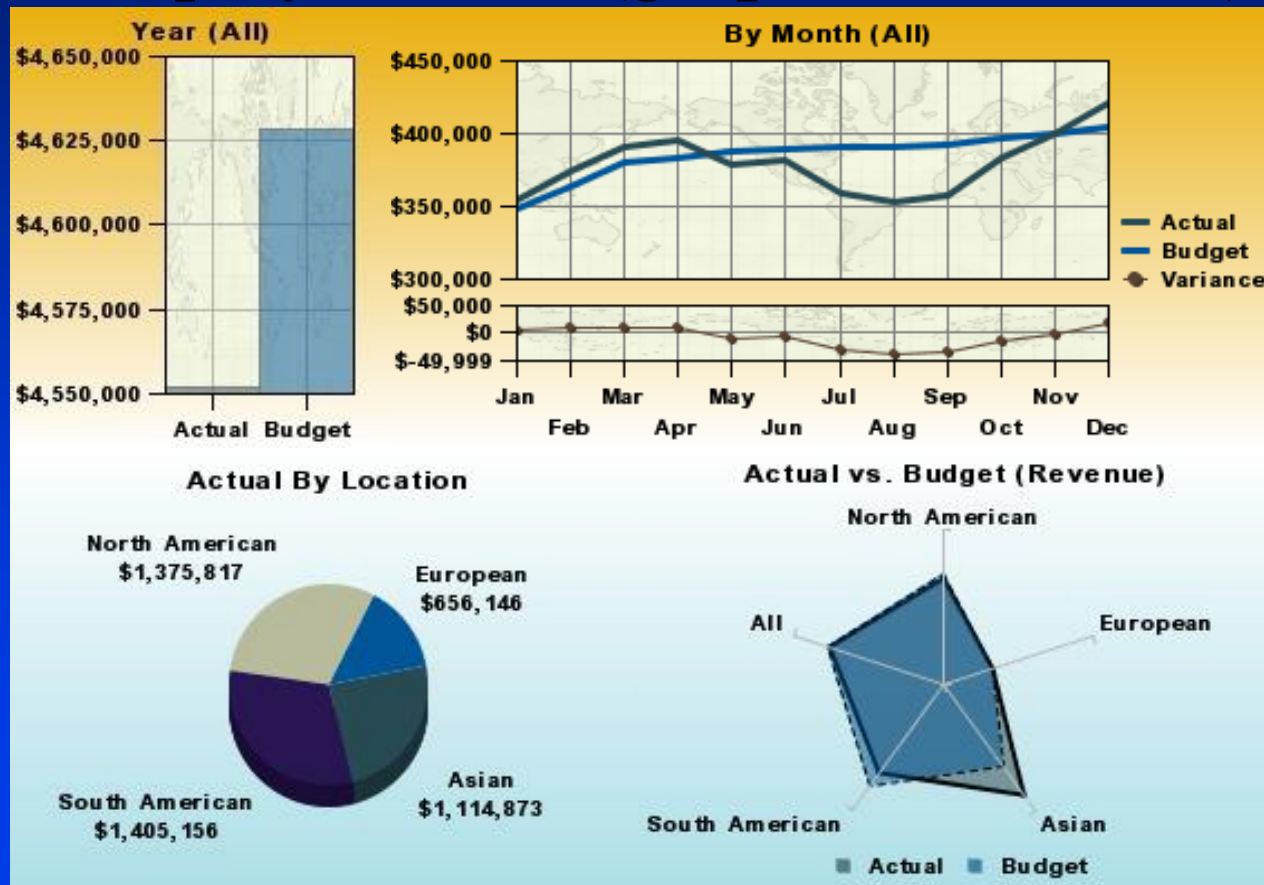 Year (All)
$4,650,000
$4,625,000
$4,600,000
$4,575,000
$4,550,000
Actual Budget
By Month (All)
$450,000
$400,000
$350,000
$300,000
Actual
Budget
Variance
$50,000
$0
$-49,999
Jan Mar May Jul Sep Nov
Feb Apr Jun Aug Oct Dec
Actual By Location
North American
$1,375,817
European
$656,146
South American
$1,405,156
Asian
$1,114,873
Actual vs. Budget (Revenue)
North American
All
European
South American
Asian
Actual Budget